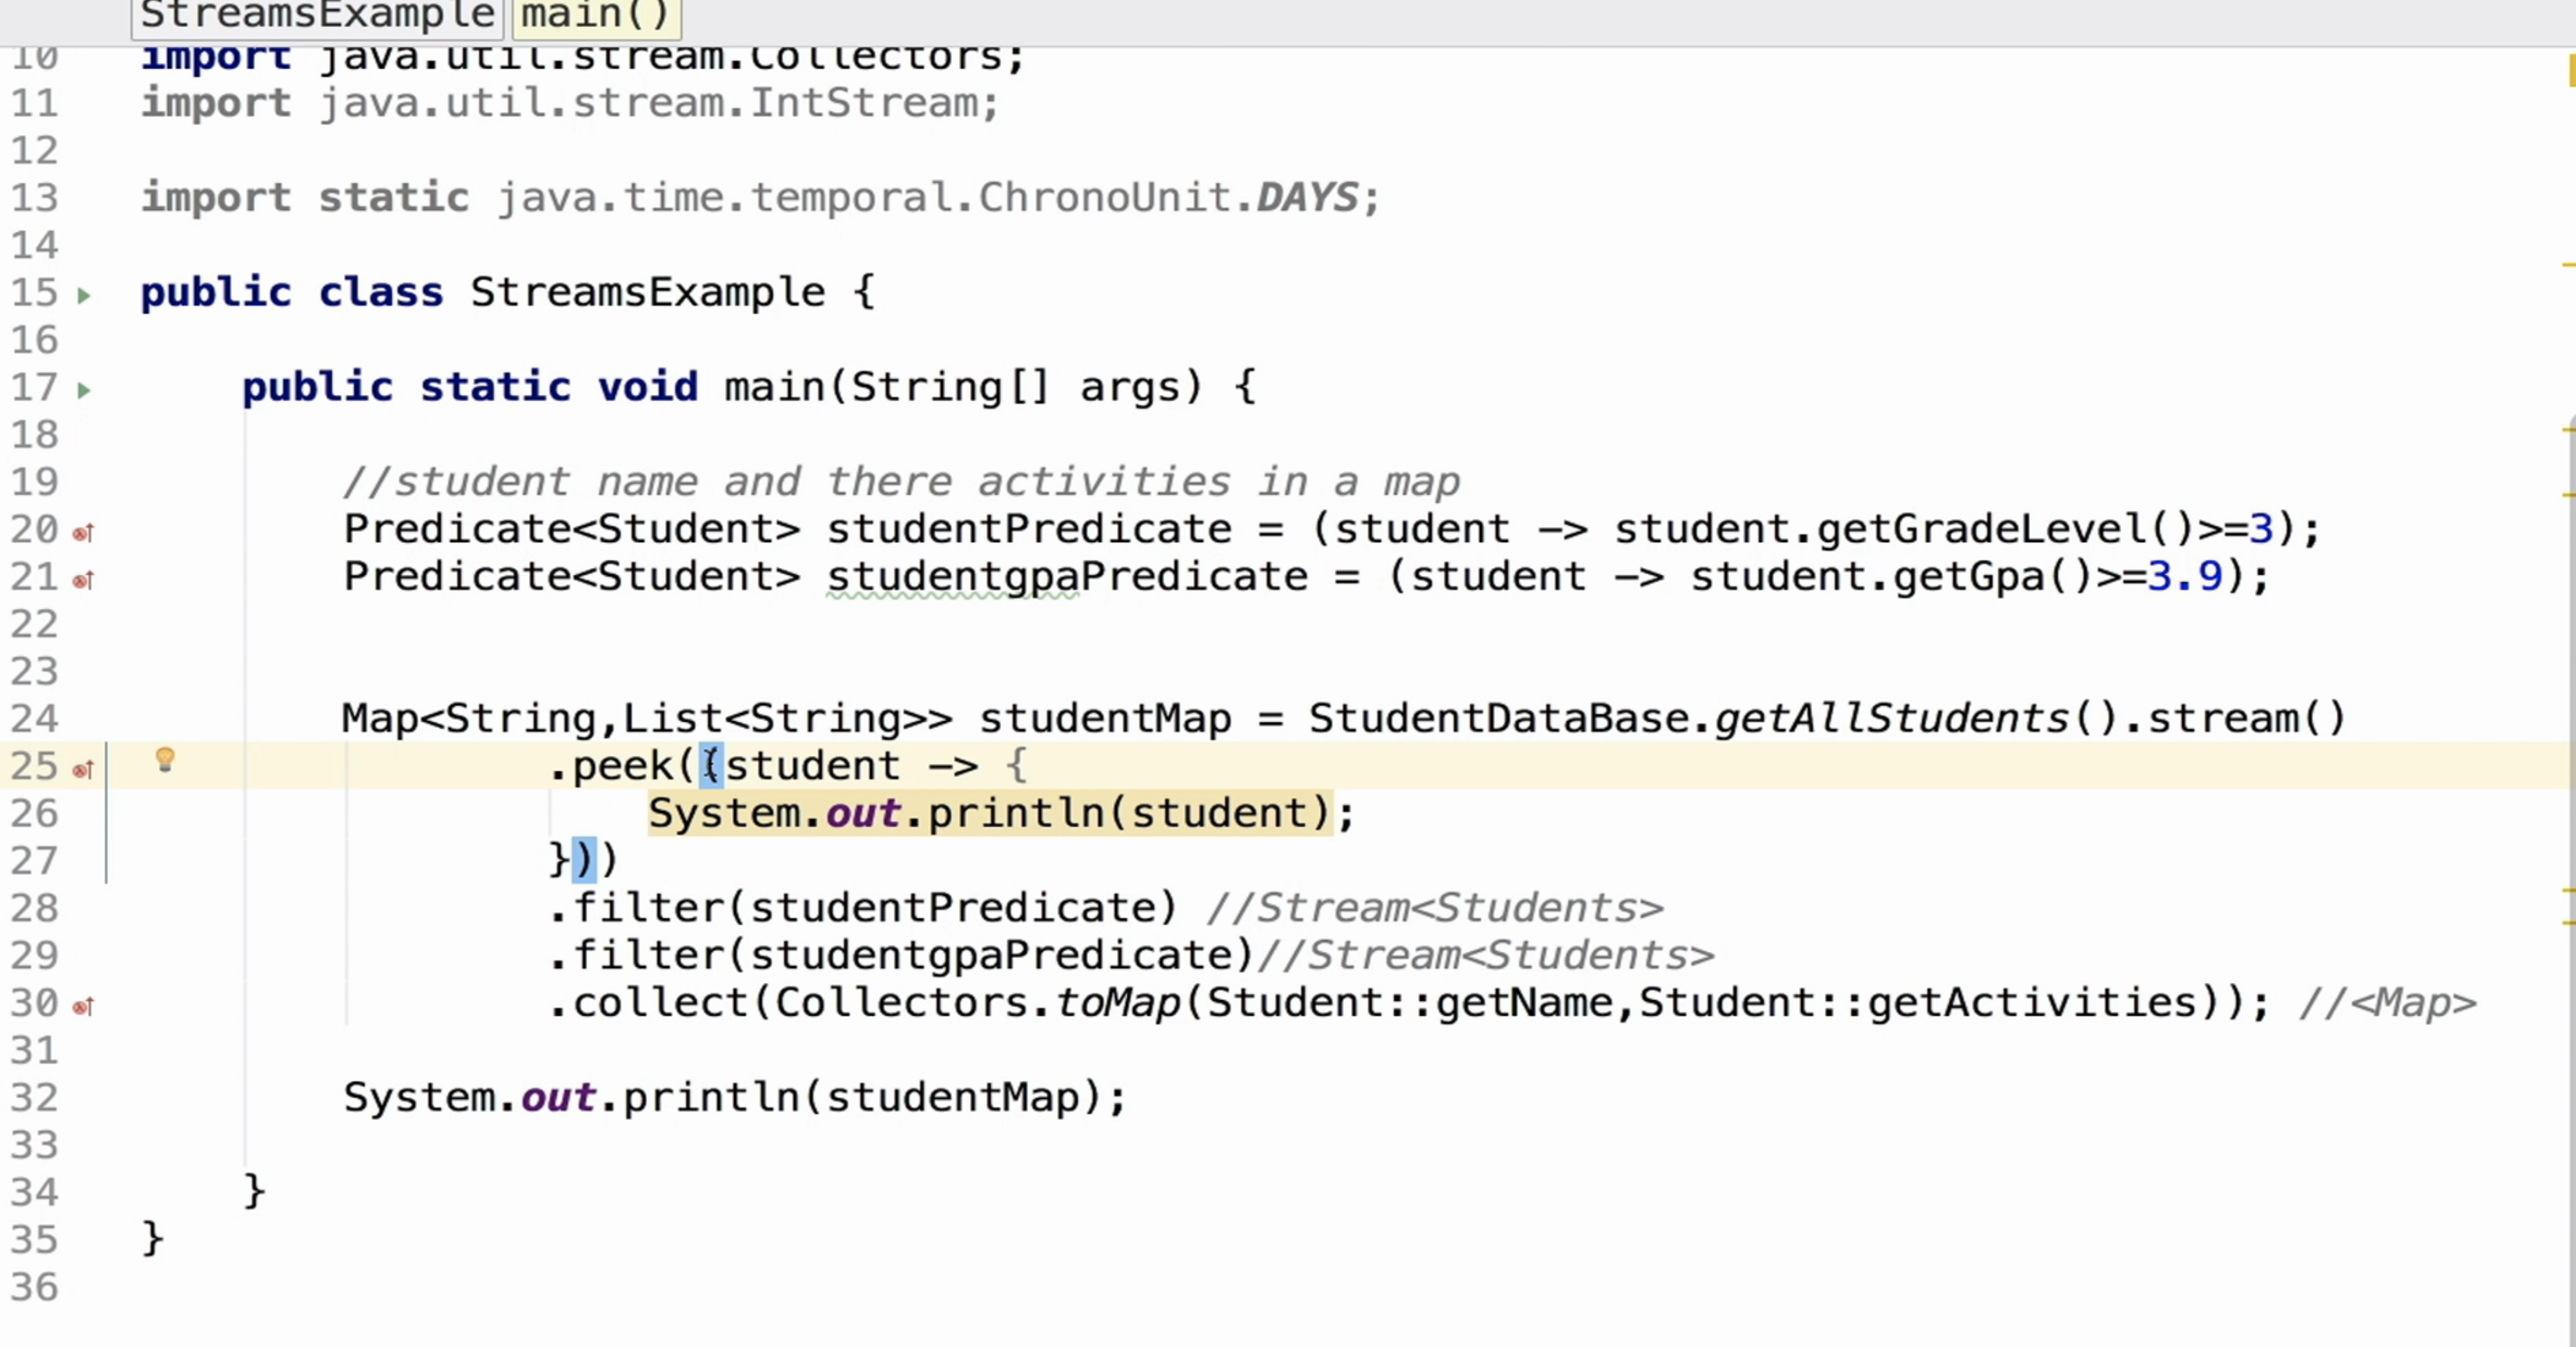 StreamsExample main()
10 import java.util.stream.Collectors;
11 import java.util.stream.IntStream;
12
13 import static java.time.temporal.ChronoUnit.DAYS;
14
15 public class StreamsExample {
16
17 public static void main(String[] args) {
18
19 //student name and there activities in a map
20 Predicate<Student> studentPredicate = (student -> student.getGradeLevel()>=3);
21 Predicate<Student> studentgpaPredicate = (student -> student.getGpa()>=3.9);
22
23
24 Map<String,List<String>> studentMap = StudentDataBase.getAllStudents().stream()
25 .peek((student -> {
26 System.out.println(student);
27 }))
28 .filter(studentPredicate) //Stream<Students>
29 .filter(studentgpaPredicate)//Stream<Students>
30 .collect(Collectors.toMap(Student::getName,Student::getActivities)); //<Map>
31
32 System.out.println(studentMap);
33
34 }
35 }
36